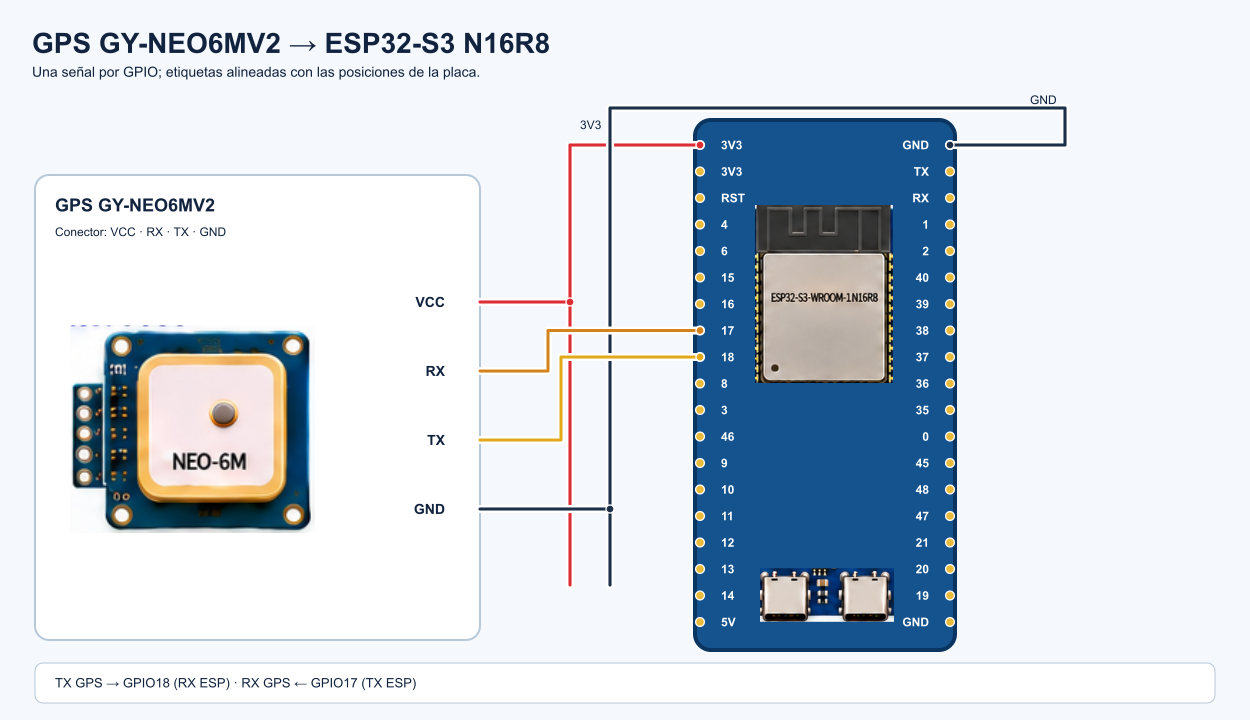 GPS GY-NEO6MV2 → ESP32-S3 N16R8
Una señal por GPIO; etiquetas alineadas con las posiciones de la placa.
GND
3V3
GPS GY-NEO6MV2
Conector: VCC · RX · TX · GND
VCC
RX
TX
GND
NEO-6M
3V3 GND
3V3 TX
RST RX
4 1
6 2
15 40
16 39
17 38
18 37
8 36
3 35
46 0
9 45
10 48
11 47
12 21
13 20
14 19
5V GND
ESP32-S3-WROOM-1N16R8
TX GPS → GPIO18 (RX ESP) · RX GPS ← GPIO17 (TX ESP)